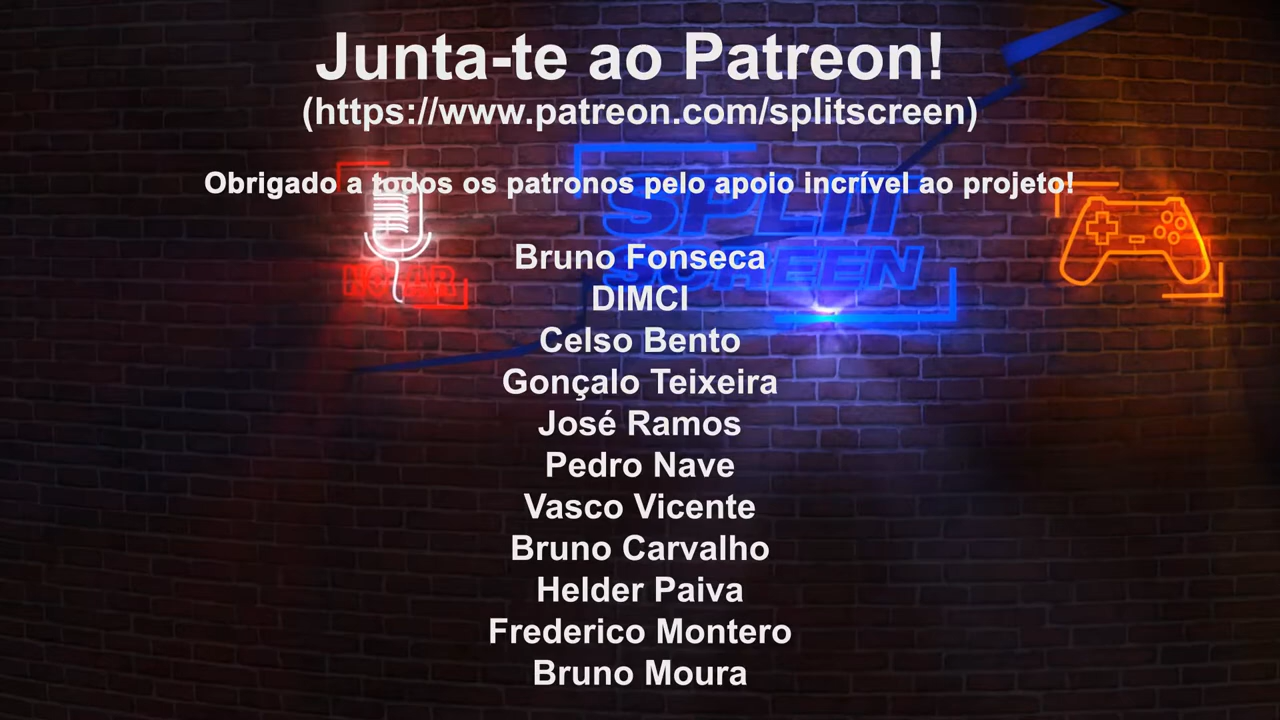 Junta-te ao Patreon!
(https://www.patreon.com/splitscreen)
Obrigado a todos os patronos pelo apoio incrível ao projeto!
SPLIT
SCREEN
Bruno Fonseca
DIMCI
Celso Bento
Gonçalo Teixeira
José Ramos
Pedro Nave
Vasco Vicente
Bruno Carvalho
Helder Paiva
Frederico Montero
Bruno Moura